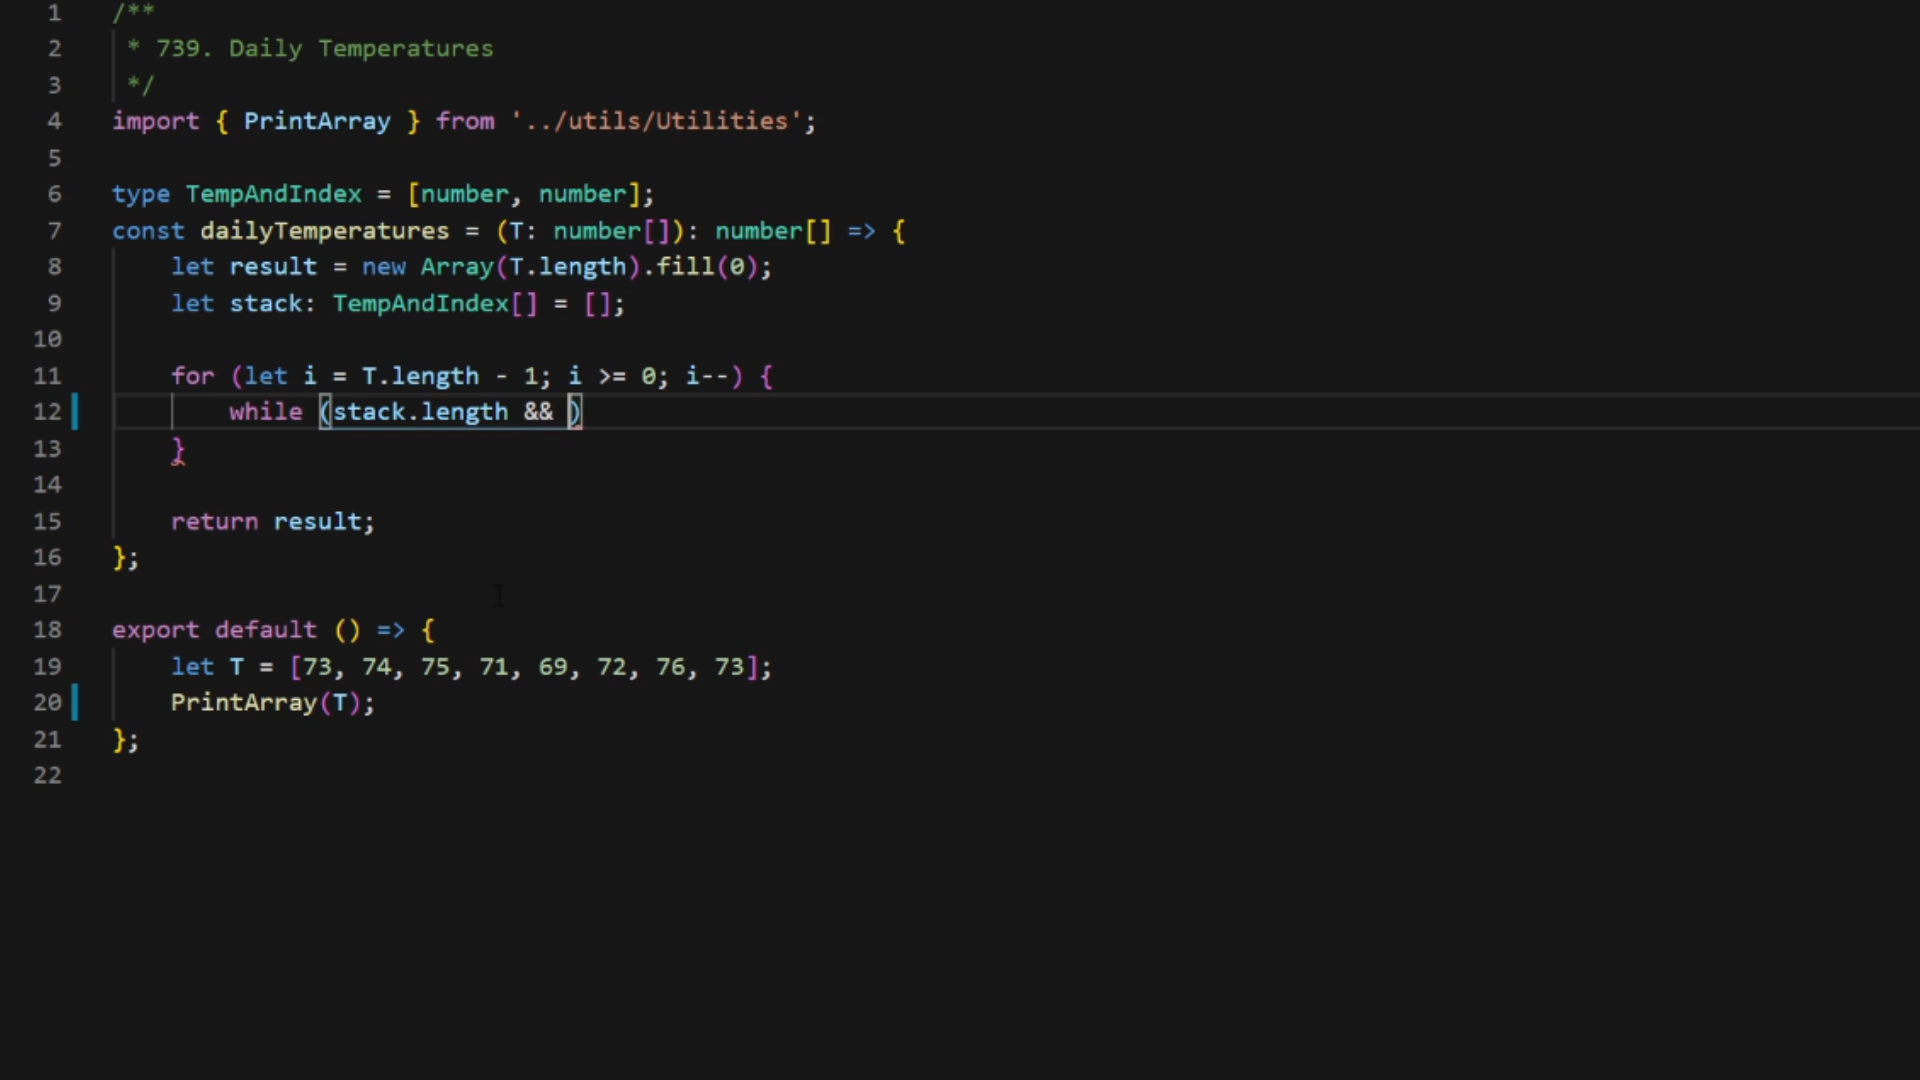 1 /**
2 * 739. Daily Temperatures
3 */
4 import { PrintArray } from '../utils/Utilities';
5
6 type TempAndIndex = [number, number];
7 const dailyTemperatures = (T: number[]): number[] => {
8 let result = new Array(T.length).fill(0);
9 let stack: TempAndIndex[] = [];
10
11 for (let i = T.length - 1; i >= 0; i--) {
12 while (stack.length && )
13 }
14
15 return result;
16 };
17
18 export default () => {
19 let T = [73, 74, 75, 71, 69, 72, 76, 73];
20 PrintArray(T);
21 };
22